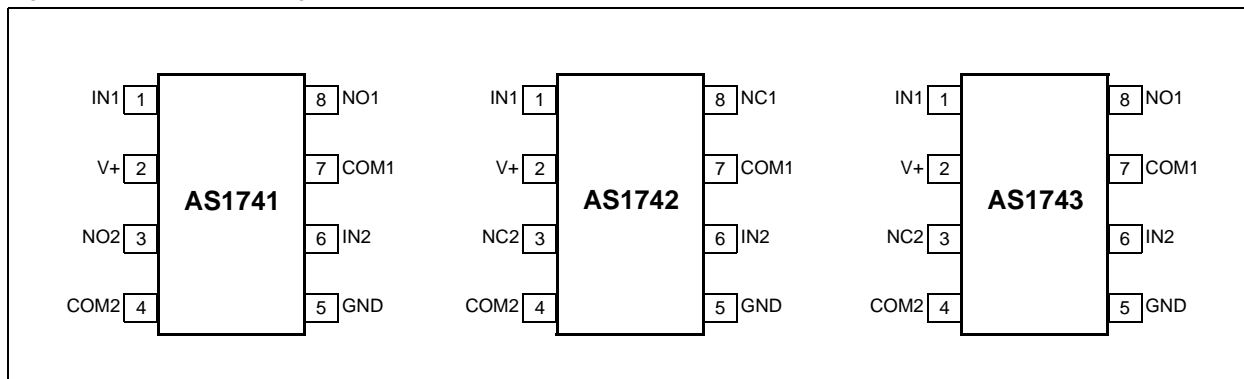 IN1 1 8 NO1
V+ 2 7 COM1
AS1741
NO2 3 6 IN2
COM2 4 5 GND
IN1 1 8 NC1
V+ 2 7 COM1
AS1742
NC2 3 6 IN2
COM2 4 5 GND
IN1 1 8 NO1
V+ 2 7 COM1
AS1743
NC2 3 6 IN2
COM2 4 5 GND